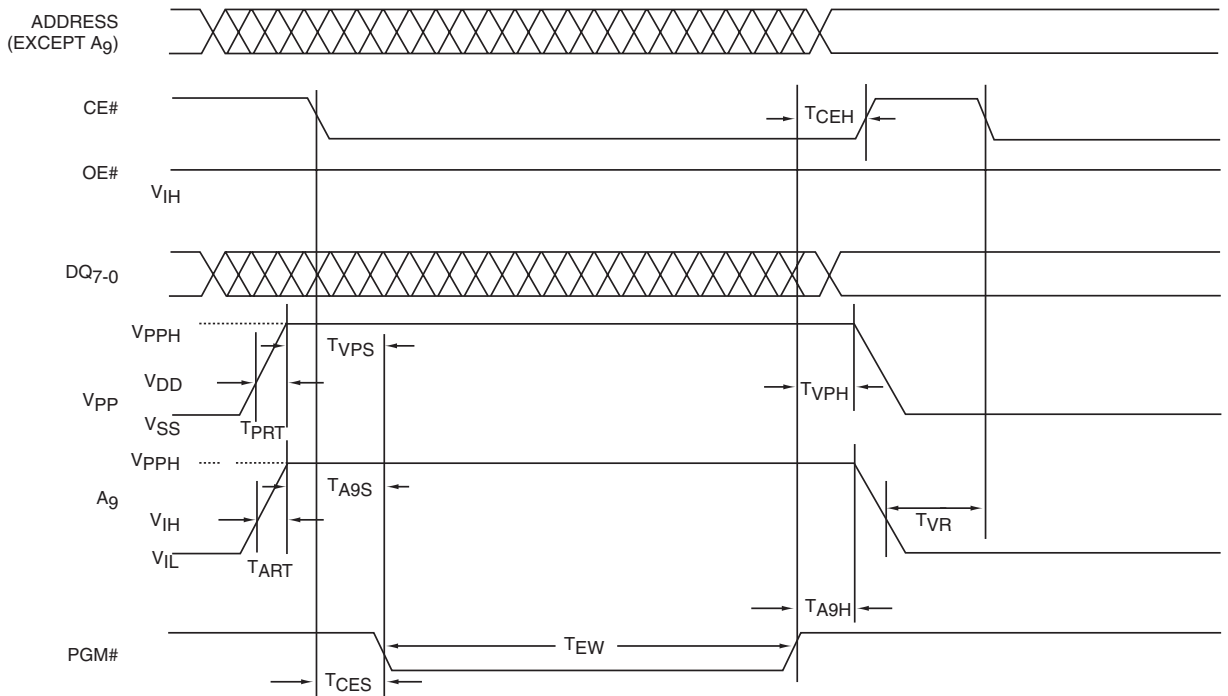 ADDRESS
(EXCEPT A9)
CE#
TCEH
OE#
VIH
DQ7-0
VPPH
TVPS
VDD
TVPH
VPP
VSS
TPRT
VPPH
TA9S
A9
VIH
TVR
VIL
TART
TA9H
PGM#
TEW
TCES